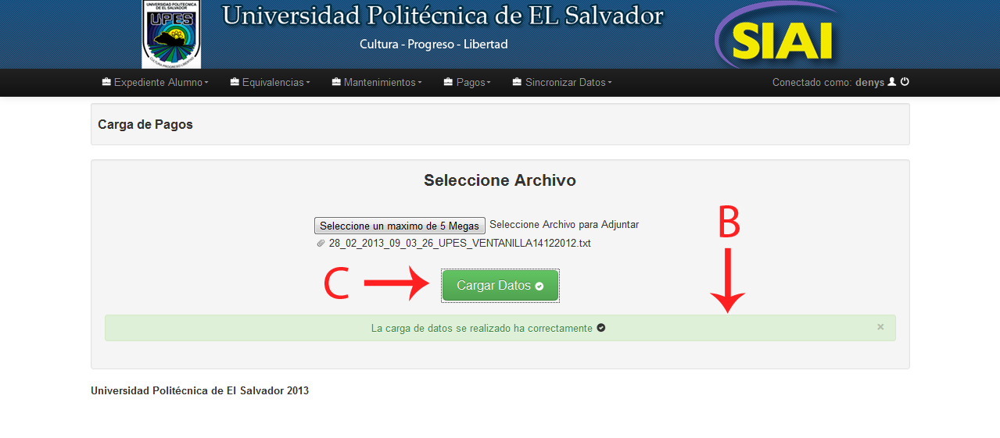 UNIVERSIDAD POLITECNICA
DE EL SALVADOR
UPES
CULTURA PROGRESO LIBERTAD
Universidad Politécnica de EL Salvador
Cultura - Progreso - Libertad
SIAI
Expediente Alumno Equivalencias Mantenimientos Pagos Sincronizar Datos Conectado como: denys
Carga de Pagos
Seleccione Archivo
B
Seleccione un maximo de 5 Megas Seleccione Archivo para Adjuntar
28_02_2013_09_03_26_UPES_VENTANILLA14122012.txt
C Cargar Datos
La carga de datos se realizado ha correctamente ×
Universidad Politécnica de El Salvador 2013